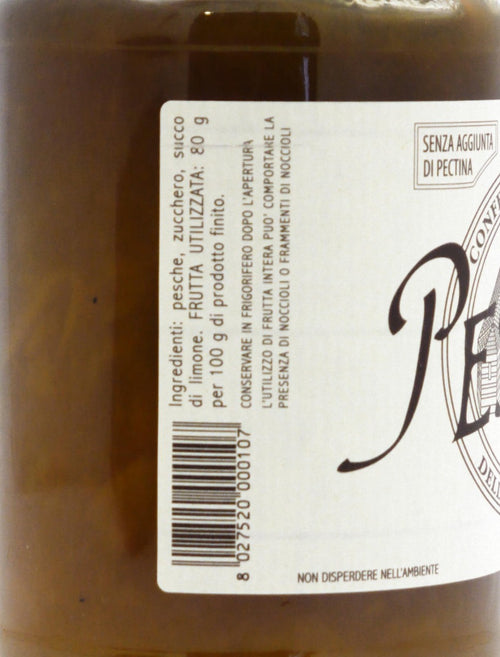 Ingredienti: pesche, zucchero, succo
di limone. FRUTTA UTILIZZATA: 80 g
per 100 g di prodotto finito.
CONSERVARE IN FRIGORIFERO DOPO L'APERTURA
L'UTILIZZO DI FRUTTA INTERA PUO' COMPORTARE LA
PRESENZA DI NOCCIOLI O FRAMMENTI DI NOCCIOLI
8 027520 000107
SENZA AGGIUNTA
DI PECTINA
NON DISPERDERE NELL'AMBIENTE